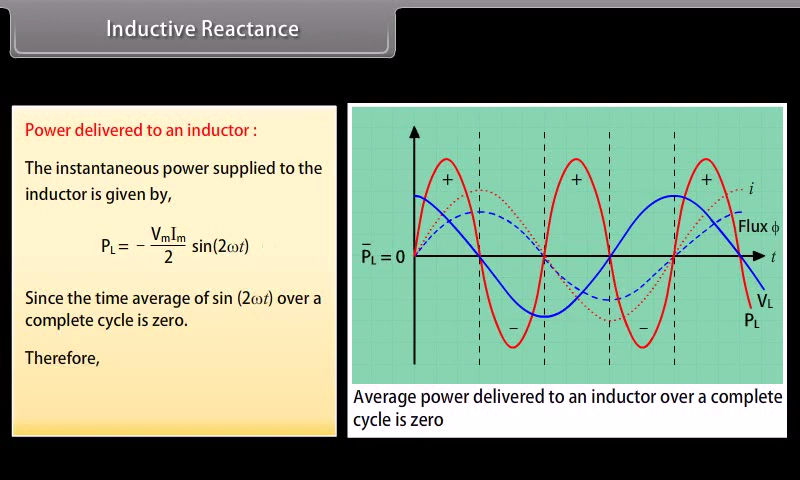 Inductive Reactance
Power delivered to an inductor :
The instantaneous power supplied to the
inductor is given by,
P_L = − V_m I_m / 2 sin(2ωt)
Since the time average of sin (2ωt) over a
complete cycle is zero.
Therefore,
+ + +
i
Flux ϕ
P̅_L = 0
t
V_L
P_L
− −
Average power delivered to an inductor over a complete
cycle is zero